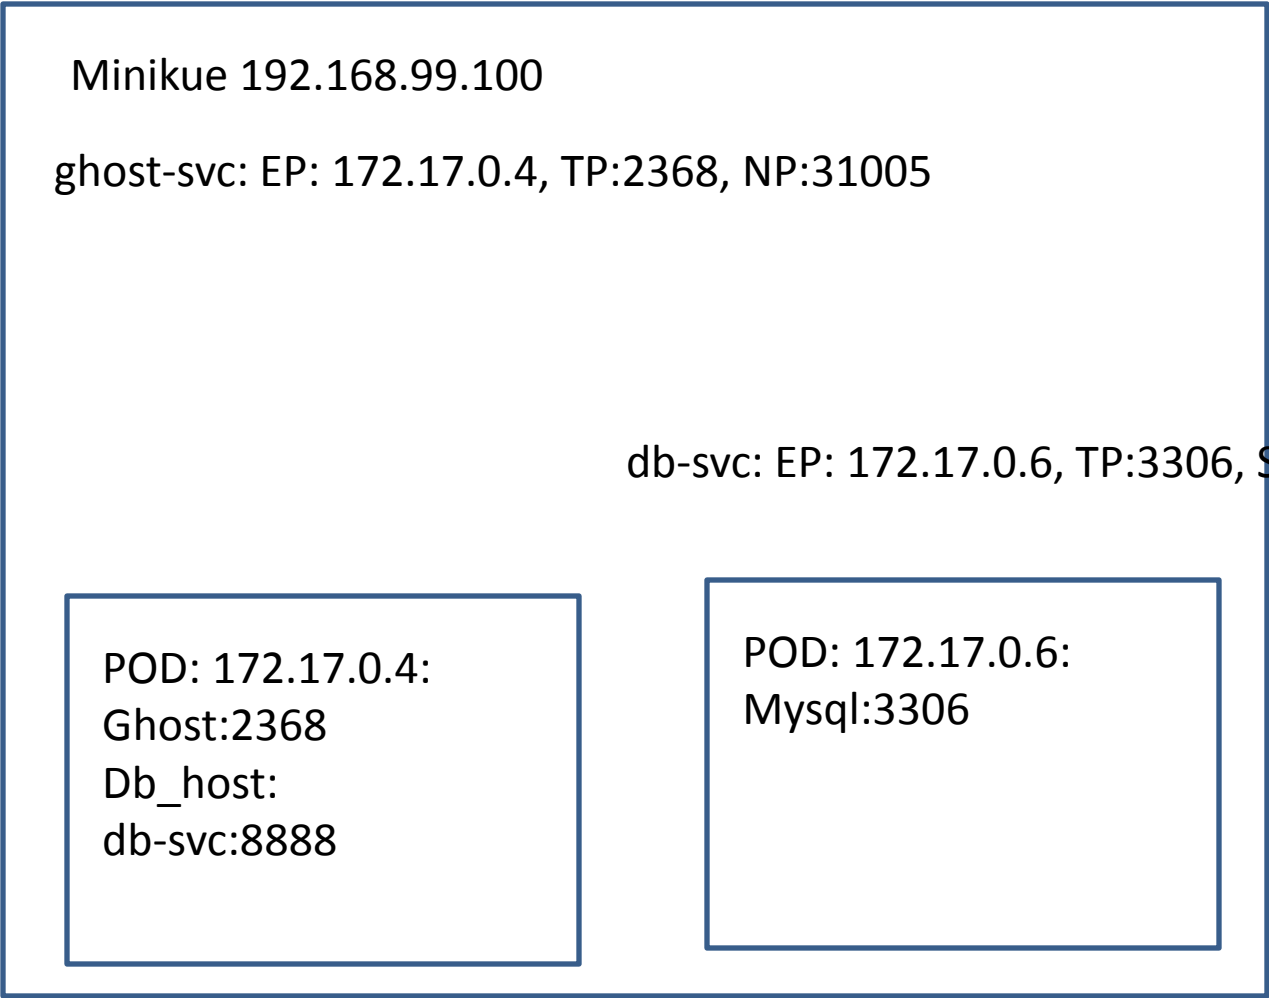 Minikue 192.168.99.100
ghost-svc: EP: 172.17.0.4, TP:2368, NP:31005
db-svc: EP: 172.17.0.6, TP:3306,
POD: 172.17.0.4:
Ghost:2368
Db_host:
db-svc:8888
POD: 172.17.0.6:
Mysql:3306